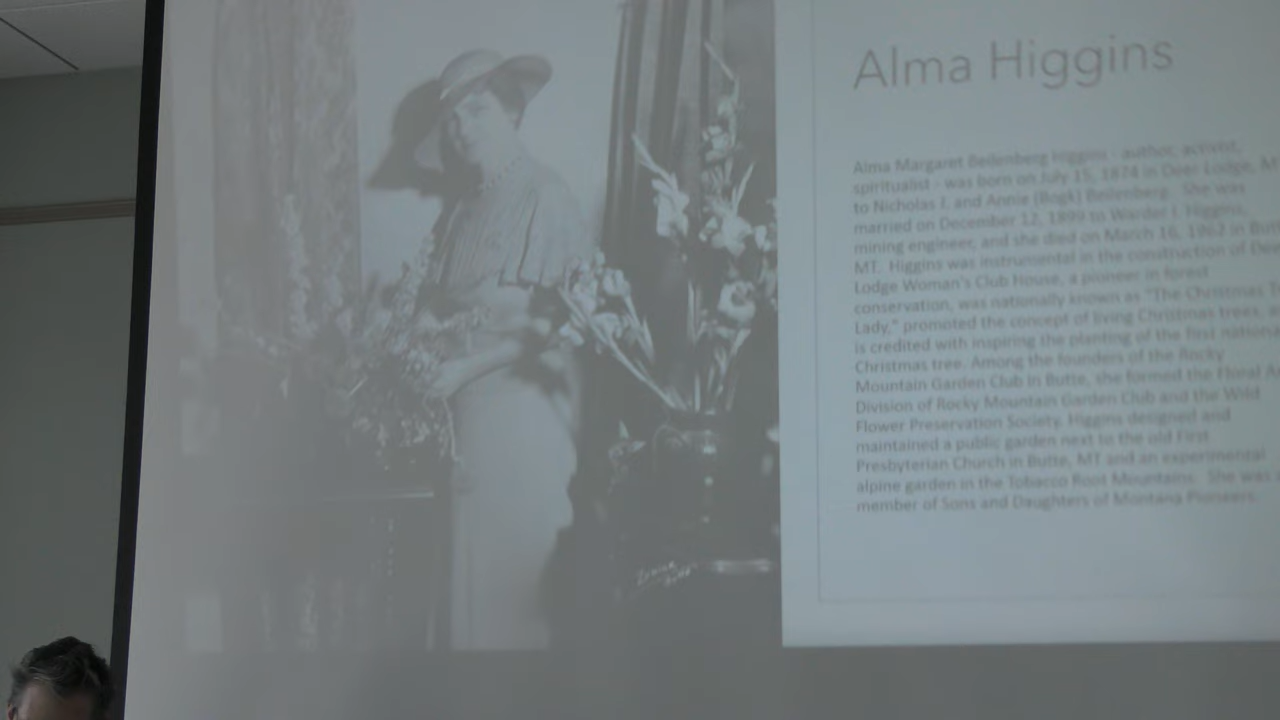 Alma Higgins
Alma Margaret Beilenberg Higgins - author, activist,
spiritualist - was born on July 15, 1874 in Deer Lodge, MT
to Nicholas J. and Annie (Bogk) Beilenberg. She was
married on December 12, 1899 to Warder I. Higgins,
mining engineer, and she died on March 16, 1962 in Butte
MT. Higgins was instrumental in the construction of Deer
Lodge Woman's Club House, a pioneer in forest
conservation, was nationally known as "The Christmas T
Lady," promoted the concept of living Christmas trees, a
is credited with inspiring the planting of the first nationa
Christmas tree. Among the founders of the Rocky
Mountain Garden Club in Butte, she formed the Floral A
Division of Rocky Mountain Garden Club and the Wild
Flower Preservation Society. Higgins designed and
maintained a public garden next to the old First
Presbyterian Church in Butte, MT and an experimental
alpine garden in the Tobacco Root Mountains. She was
member of Sons and Daughters of Montana Pioneers.